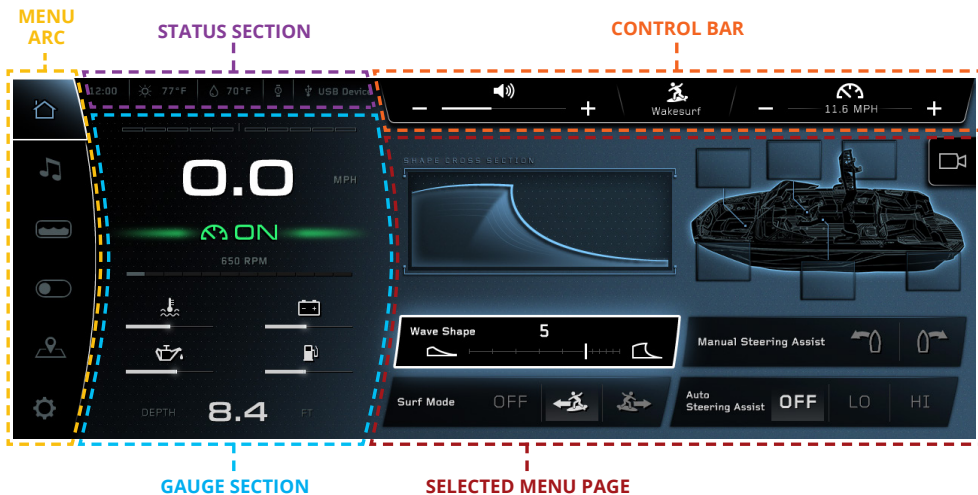 MENU
ARC
STATUS SECTION
CONTROL BAR
12:00 77°F 70°F USB Device
Wakesurf
11.6 MPH
0.0 MPH
ON
650 RPM
DEPTH 8.4 FT
SHAPE CROSS SECTION
Wave Shape 5
Manual Steering Assist
Surf Mode OFF
Auto
Steering Assist OFF LO HI
GAUGE SECTION
SELECTED MENU PAGE